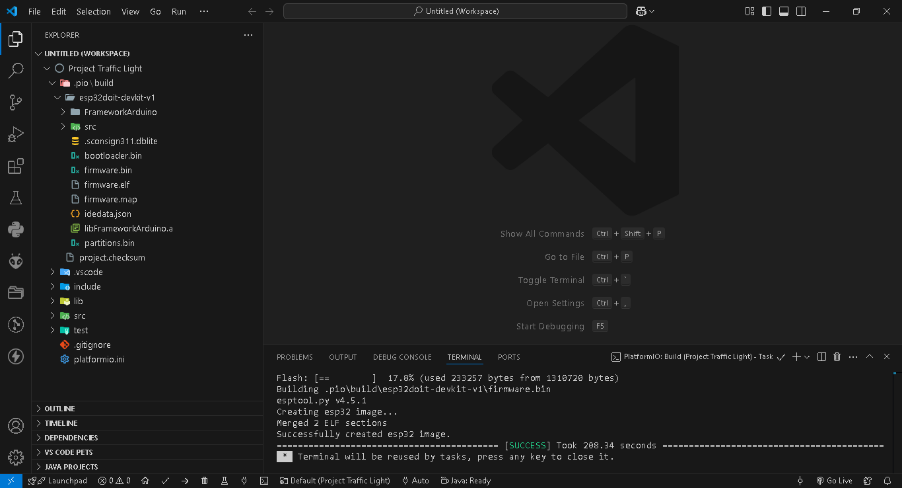 File Edit Selection View Go Run ···
Untitled (Workspace)
EXPLORER ···
UNTITLED (WORKSPACE)
Project Traffic Light
.pio \ build
esp32doit-devkit-v1
FrameworkArduino
src
.sconsign311.dblite
bootloader.bin
firmware.bin
firmware.elf
firmware.map
idedata.json
libFrameworkArduino.a
partitions.bin
project.checksum
.vscode
include
lib
src
test
.gitignore
platformio.ini
OUTLINE
TIMELINE
DEPENDENCIES
VS CODE PETS
JAVA PROJECTS
Show All Commands Ctrl + Shift + P
Go to File Ctrl + P
Toggle Terminal Ctrl + `
Open Settings Ctrl + ,
Start Debugging F5
PROBLEMS OUTPUT DEBUG CONSOLE TERMINAL PORTS PlatformIO: Build (Project Traffic Light) - Task
Flash: [==        ]  17.8% (used 233257 bytes from 1310720 bytes)
Building .pio\build\esp32doit-devkit-v1\firmware.bin
esptool.py v4.5.1
Creating esp32 image...
Merged 2 ELF sections
Successfully created esp32 image.
========================================== [SUCCESS] Took 208.34 seconds ==========================================
* Terminal will be reused by tasks, press any key to close it.
Launchpad 0 0 Default (Project Traffic Light) Auto Java: Ready Go Live